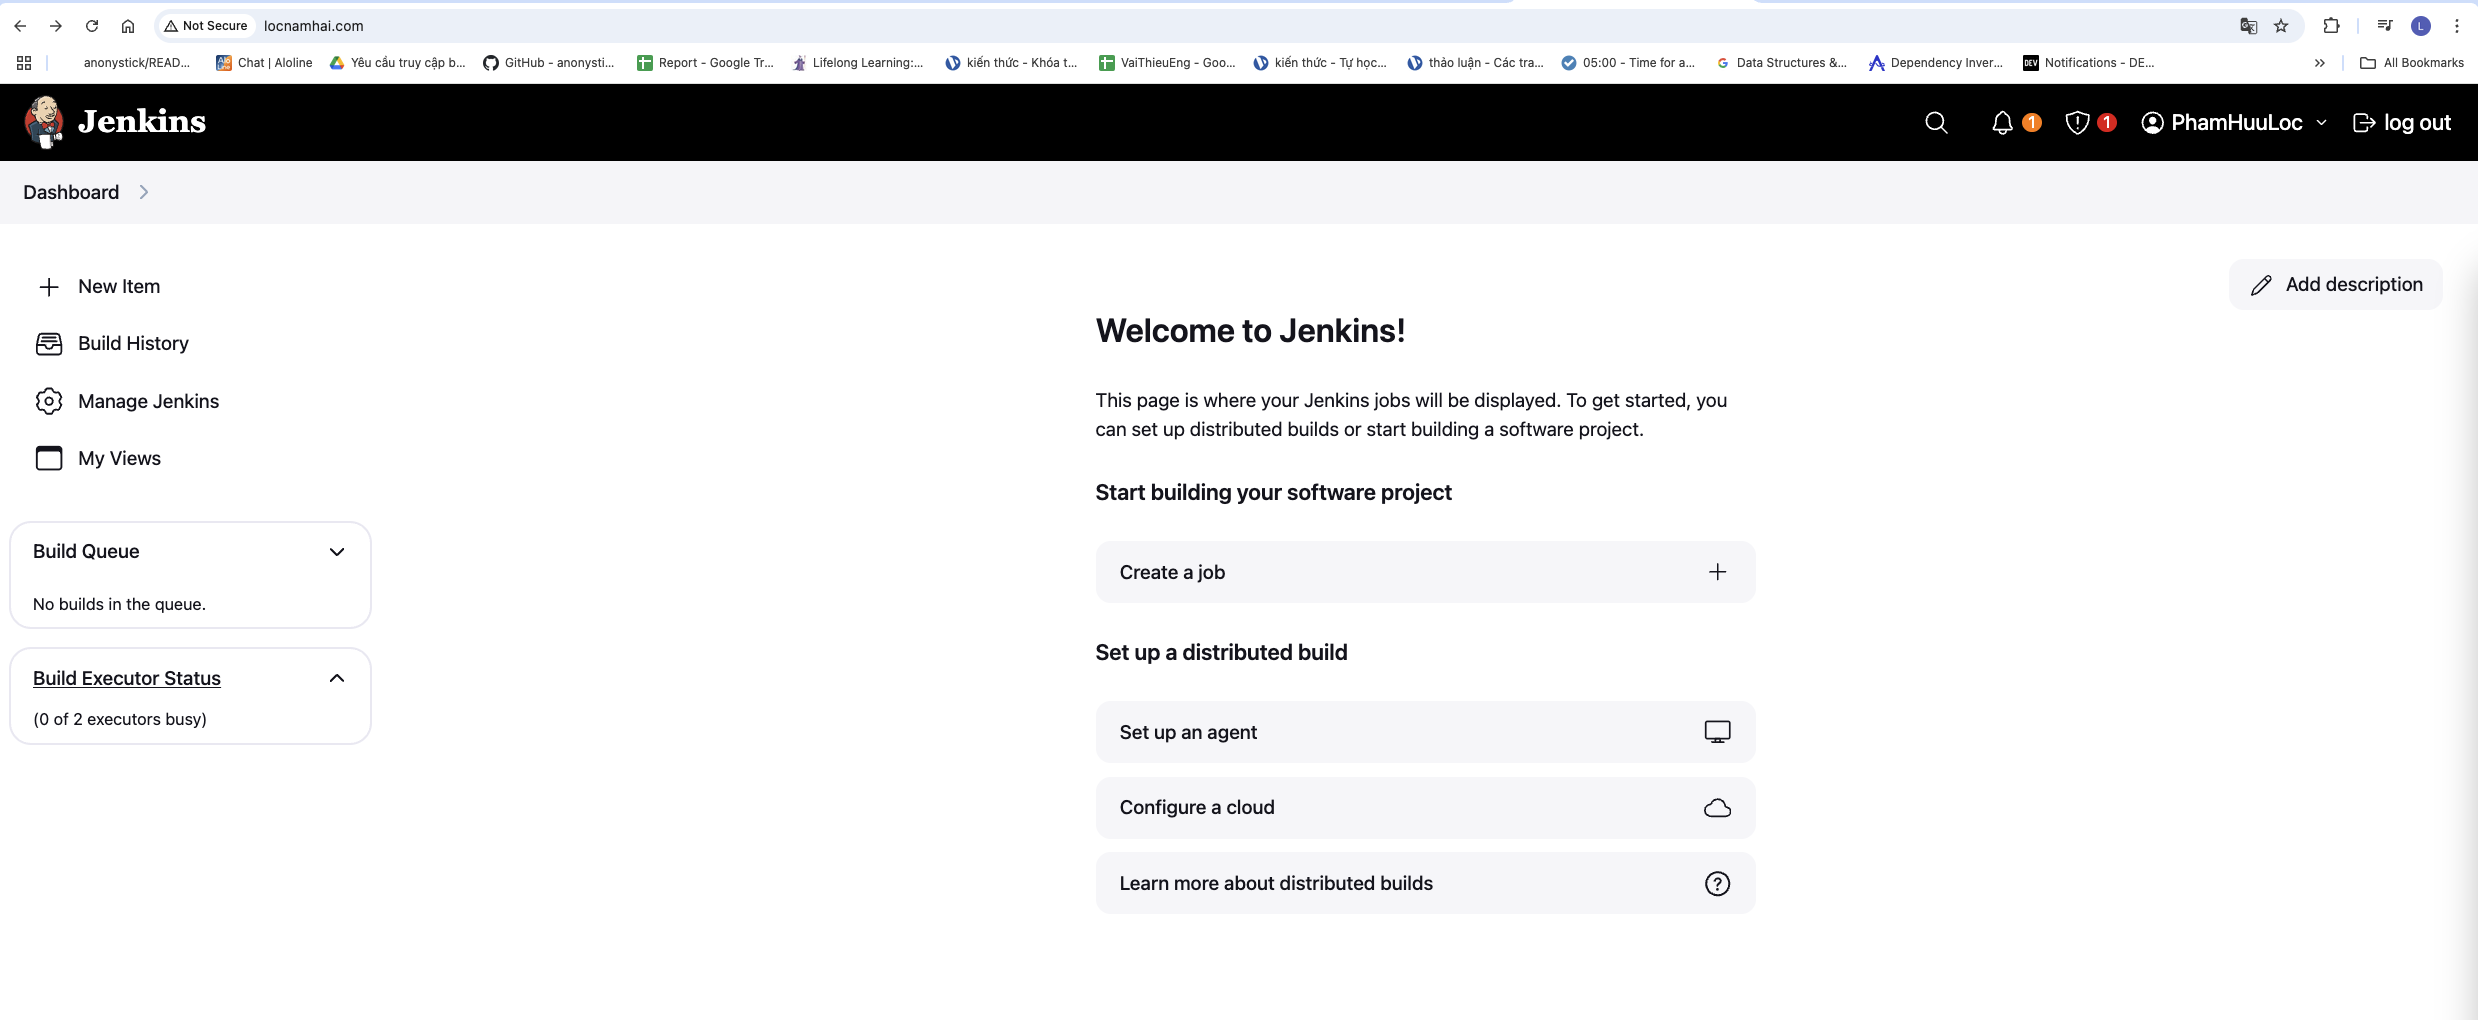 Not Secure locnamhai.com L
anonystick/READ... Chat | Aloline Yêu cầu truy cập b... GitHub - anonysti... Report - Google Tr... Lifelong Learning:... kiến thức - Khóa t... VaiThieuEng - Goo... kiến thức - Tự học... thảo luận - Các tra... 05:00 - Time for a... Data Structures &... Dependency Inver... DEV Notifications - DE... All Bookmarks
Jenkins 1 1 PhamHuuLoc log out
Dashboard
New Item
Build History
Manage Jenkins
My Views
Build Queue
No builds in the queue.
Build Executor Status
(0 of 2 executors busy)
Add description
Welcome to Jenkins!
This page is where your Jenkins jobs will be displayed. To get started, you
can set up distributed builds or start building a software project.
Start building your software project
Create a job
Set up a distributed build
Set up an agent
Configure a cloud
Learn more about distributed builds